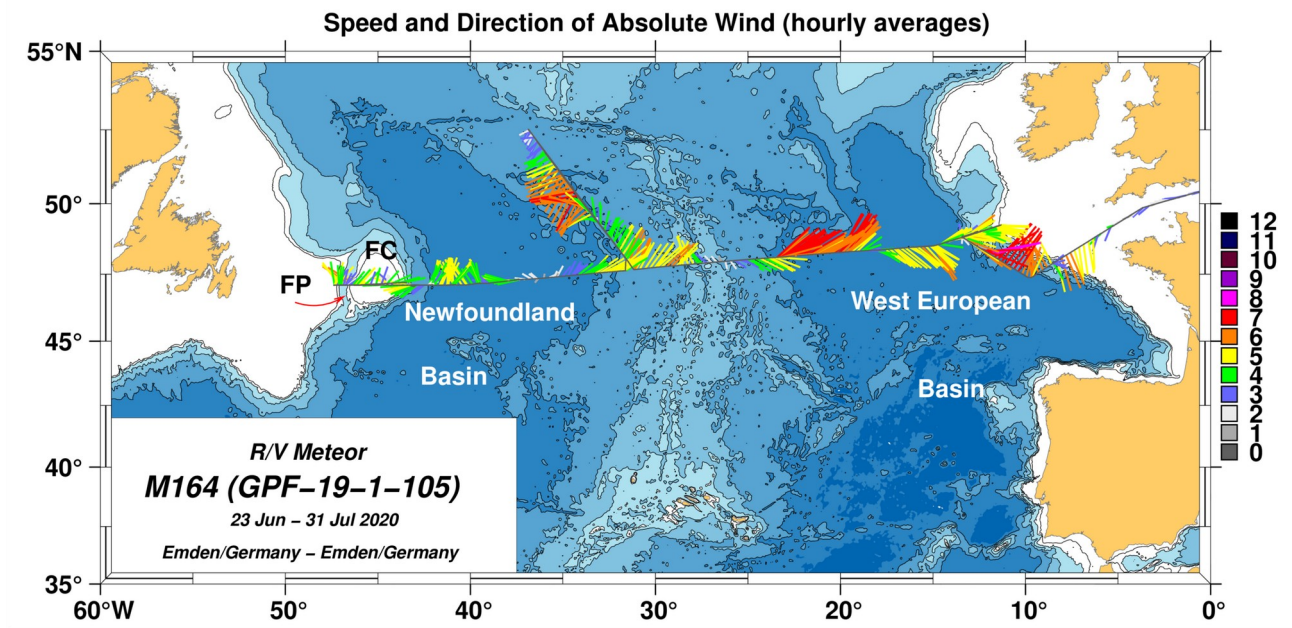 Speed and Direction of Absolute Wind (hourly averages)
55°N
50°
45°
40°
35°
60°W
50°
40°
30°
20°
10°
0°
FC
FP
Newfoundland
Basin
West European
Basin
12
11
10
9
8
7
6
5
4
3
2
1
0
R/V Meteor
M164 (GPF−19−1−105)
23 Jun − 31 Jul 2020
Emden/Germany − Emden/Germany